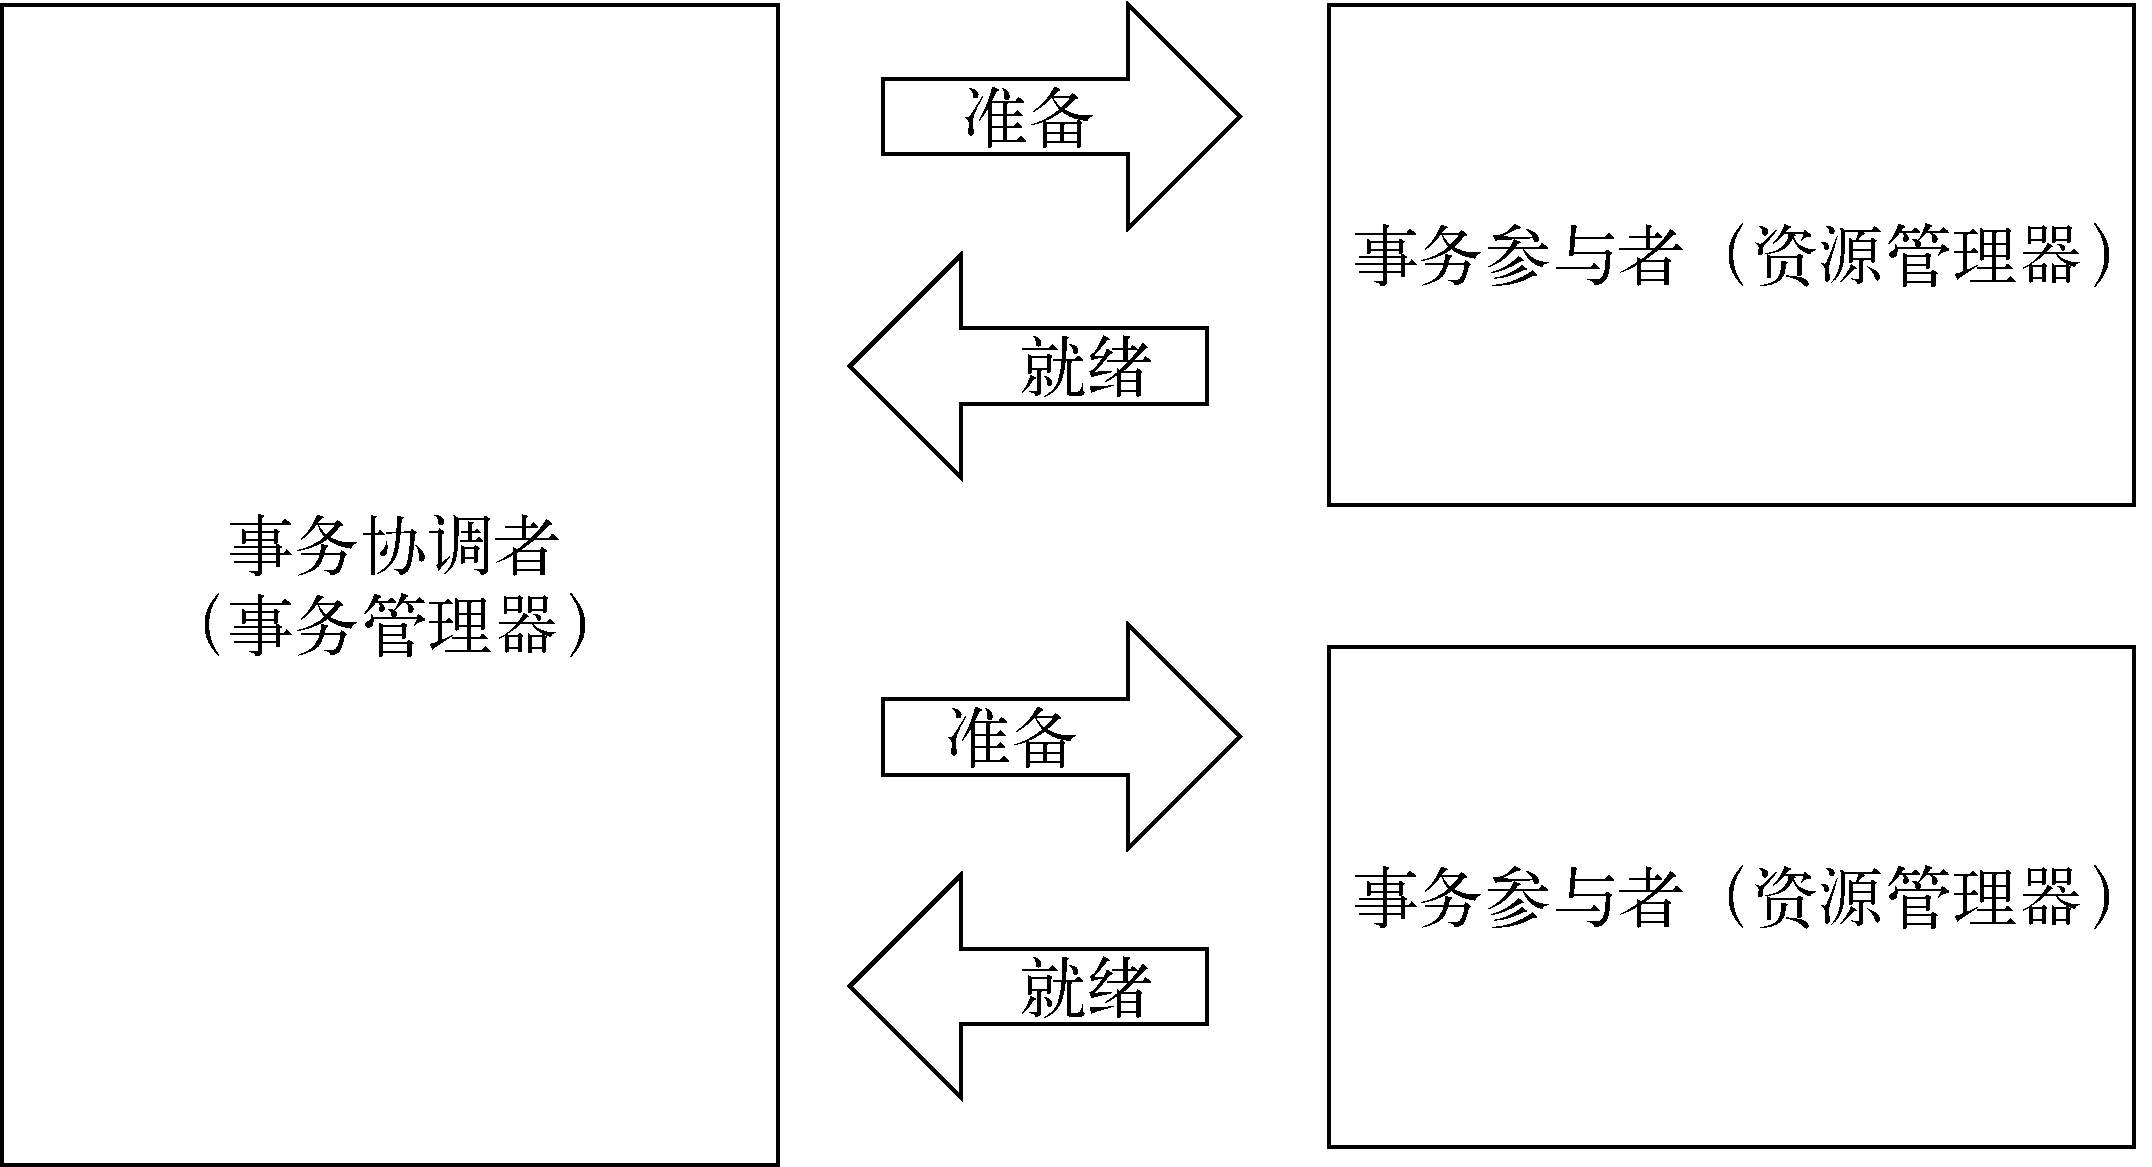 准备
事务参与者（资源管理器）
就绪
事务协调者
（事务管理器）
准备
事务参与者（资源管理器）
就绪